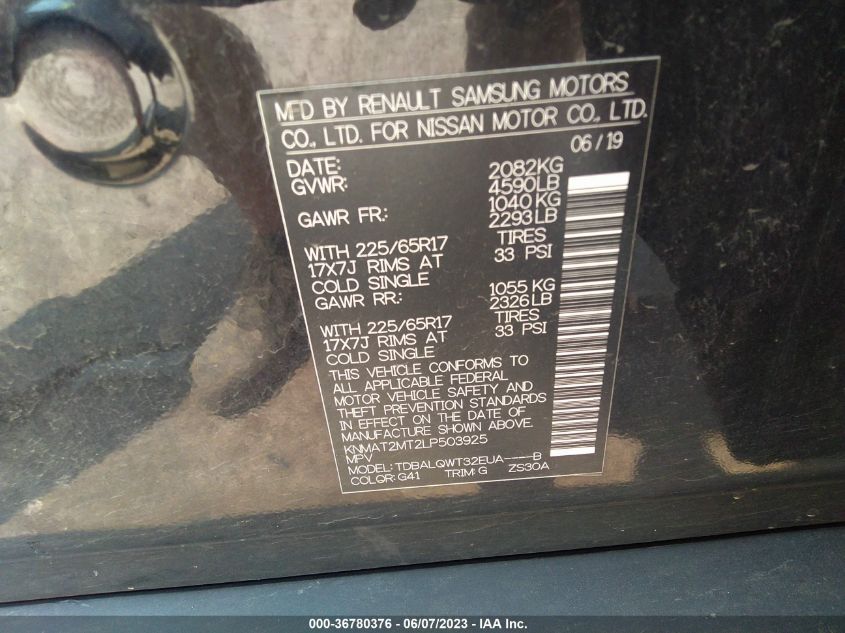 MFD BY RENAULT SAMSUNG MOTORS
CO., LTD. FOR NISSAN MOTOR CO., LTD.
06/19
DATE:
GVWR: 2082KG
4590LB
GAWR FR: 1040 KG
2293LB
WITH 225/65R17 TIRES
17X7J RIMS AT 33 PSI
COLD SINGLE
GAWR RR: 1055 KG
2326LB
WITH 225/65R17 TIRES
17X7J RIMS AT 33 PSI
COLD SINGLE
THIS VEHICLE CONFORMS TO
ALL APPLICABLE FEDERAL
MOTOR VEHICLE SAFETY AND
THEFT PREVENTION STANDARDS
IN EFFECT ON THE DATE OF
MANUFACTURE SHOWN ABOVE.
KNMAT2MT2LP503925
MPV
MODEL: TDBALQWT32EUA----B
COLOR: G41 TRIM: G ZS30A
000-36780376 - 06/07/2023 - IAA Inc.